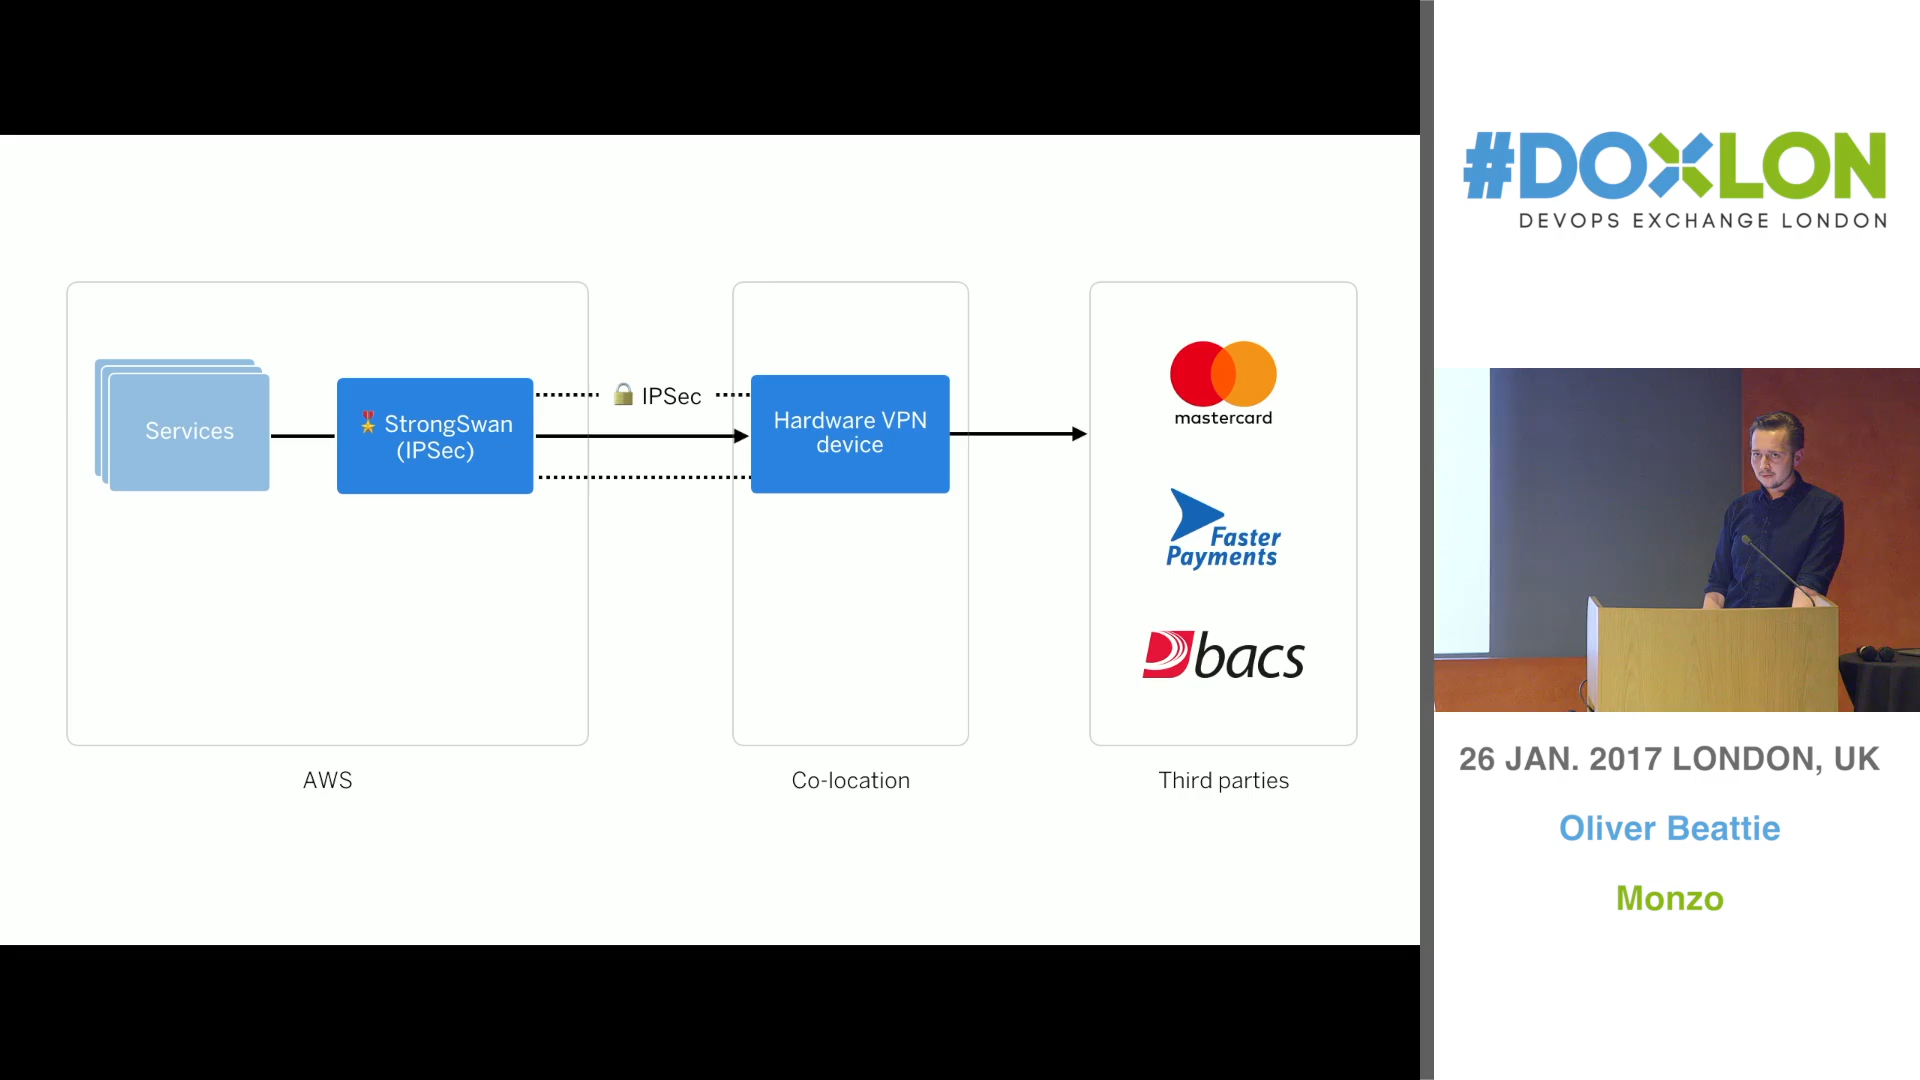 Services
🎖 StrongSwan
(IPSec)
🔒 IPSec
Hardware VPN
device
mastercard
Faster
Payments
bacs
AWS
Co-location
Third parties
#DOXLON
DEVOPS EXCHANGE LONDON
26 JAN. 2017 LONDON, UK
Oliver Beattie
Monzo